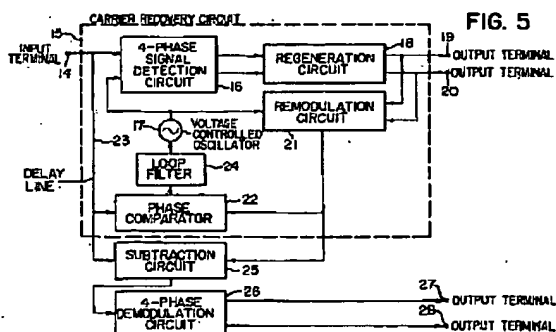 CARRIER RECOVERY CIRCUIT
FIG. 5
15
INPUT TERMINAL
14
4-PHASE SIGNAL DETECTION CIRCUIT
16
REGENERATION CIRCUIT
18
19
OUTPUT TERMINAL
OUTPUT TERMINAL
20
REMODULATION CIRCUIT
21
17
VOLTAGE CONTROLLED OSCILLATOR
23
LOOP FILTER
24
DELAY LINE
PHASE COMPARATOR
22
SUBTRACTION CIRCUIT
25
26
4-PHASE DEMODULATION CIRCUIT
27
OUTPUT TERMINAL
28
OUTPUT TERMINAL